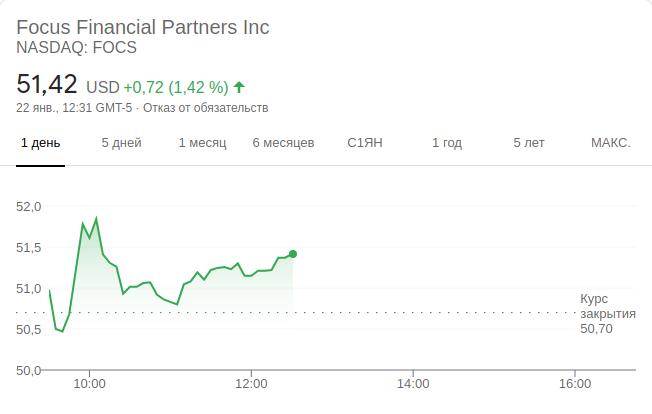 Focus Financial Partners Inc
NASDAQ: FOCS
51,42 USD +0,72 (1,42 %)
22 янв., 12:31 GMT-5 · Отказ от обязательств
1 день 5 дней 1 месяц 6 месяцев С1ЯН 1 год 5 лет МАКС.
52,0
51,5
51,0
Курс
закрытия
50,70
50,5
50,0
10:00 12:00 14:00 16:00